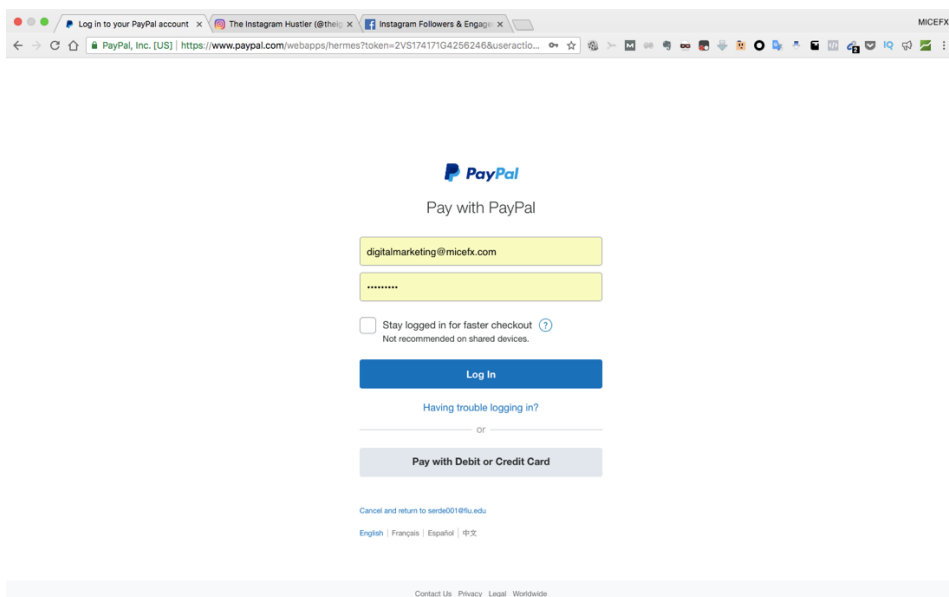 Log in to your PayPal account
The Instagram Hustler (@theig
Instagram Followers & Engage
MICEFX
PayPal, Inc. [US] | https://www.paypal.com/webapps/hermes?token=2VS174171G4256246&useractio...
PayPal
Pay with PayPal
digitalmarketing@micefx.com
•••••••••
Stay logged in for faster checkout ?
Not recommended on shared devices.
Log In
Having trouble logging in?
or
Pay with Debit or Credit Card
Cancel and return to serde001@fiu.edu
English | Français | Español | 中文
Contact Us Privacy Legal Worldwide